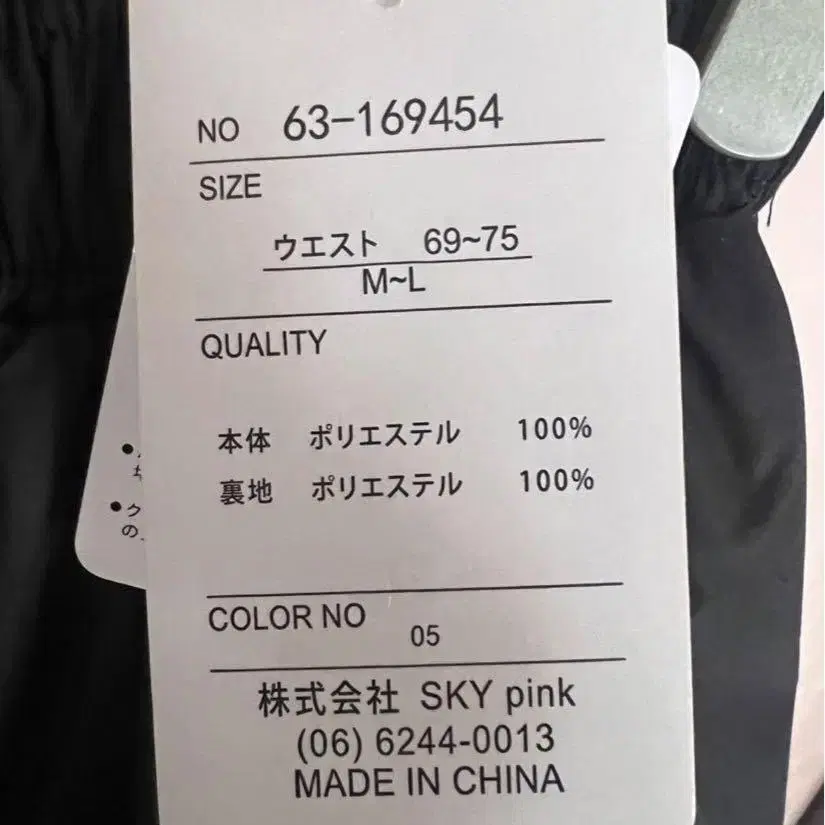 NO 63-169454
SIZE
ウエスト 69~75
M~L
QUALITY
本体 ポリエステル 100%
裏地 ポリエステル 100%
COLOR NO
05
株式会社 SKY pink
(06) 6244-0013
MADE IN CHINA